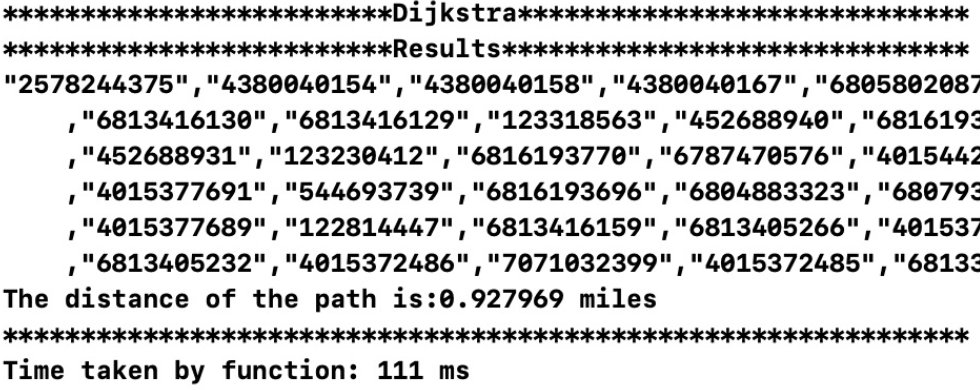 *************************Dijkstra*****************************
*************************Results******************************
"2578244375","4380040154","4380040158","4380040167","6805802087
,"6813416130","6813416129","123318563","452688940","6816193
,"452688931","123230412","6816193770","6787470576","4015442
,"4015377691","544693739","6816193696","6804883323","680793
,"4015377689","122814447","6813416159","6813405266","401537
,"6813405232","4015372486","7071032399","4015372485","68133
The distance of the path is:0.927969 miles
**************************************************************
Time taken by function: 111 ms